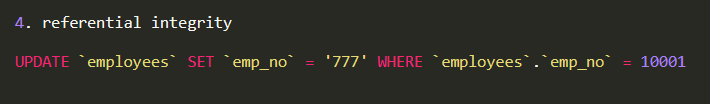 4. referential integrity
UPDATE `employees` SET `emp_no` = '777' WHERE `employees`.`emp_no` = 10001